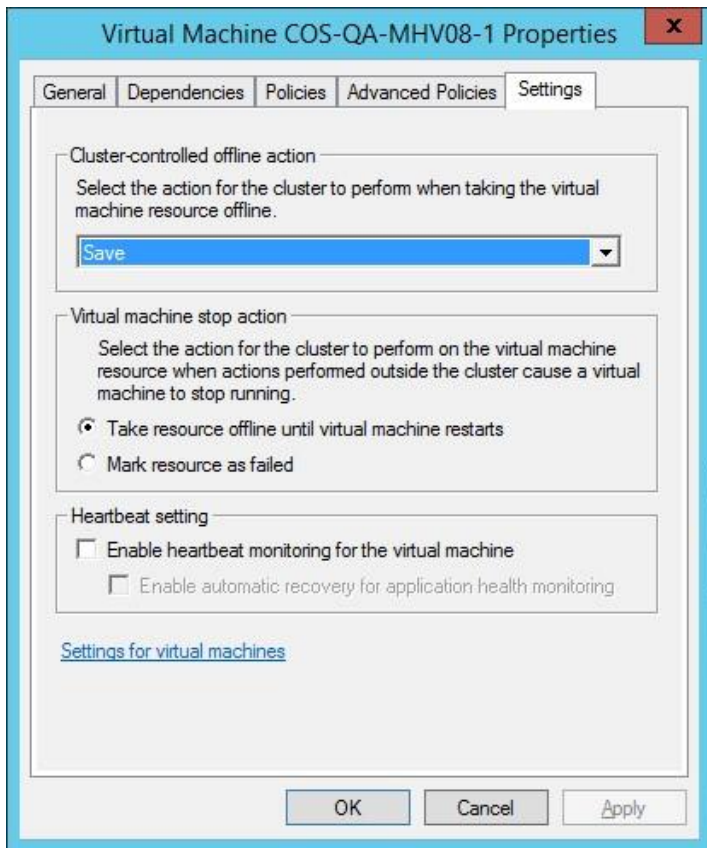 Virtual Machine COS-QA-MHV08-1 Properties
x
General Dependencies Policies Advanced Policies Settings
Cluster-controlled offline action
Select the action for the cluster to perform when taking the virtual
machine resource offline.
Save
Virtual machine stop action
Select the action for the cluster to perform on the virtual machine
resource when actions performed outside the cluster cause a virtual
machine to stop running.
Take resource offline until virtual machine restarts
Mark resource as failed
Heartbeat setting
Enable heartbeat monitoring for the virtual machine
Enable automatic recovery for application health monitoring
Settings for virtual machines
OK Cancel Apply